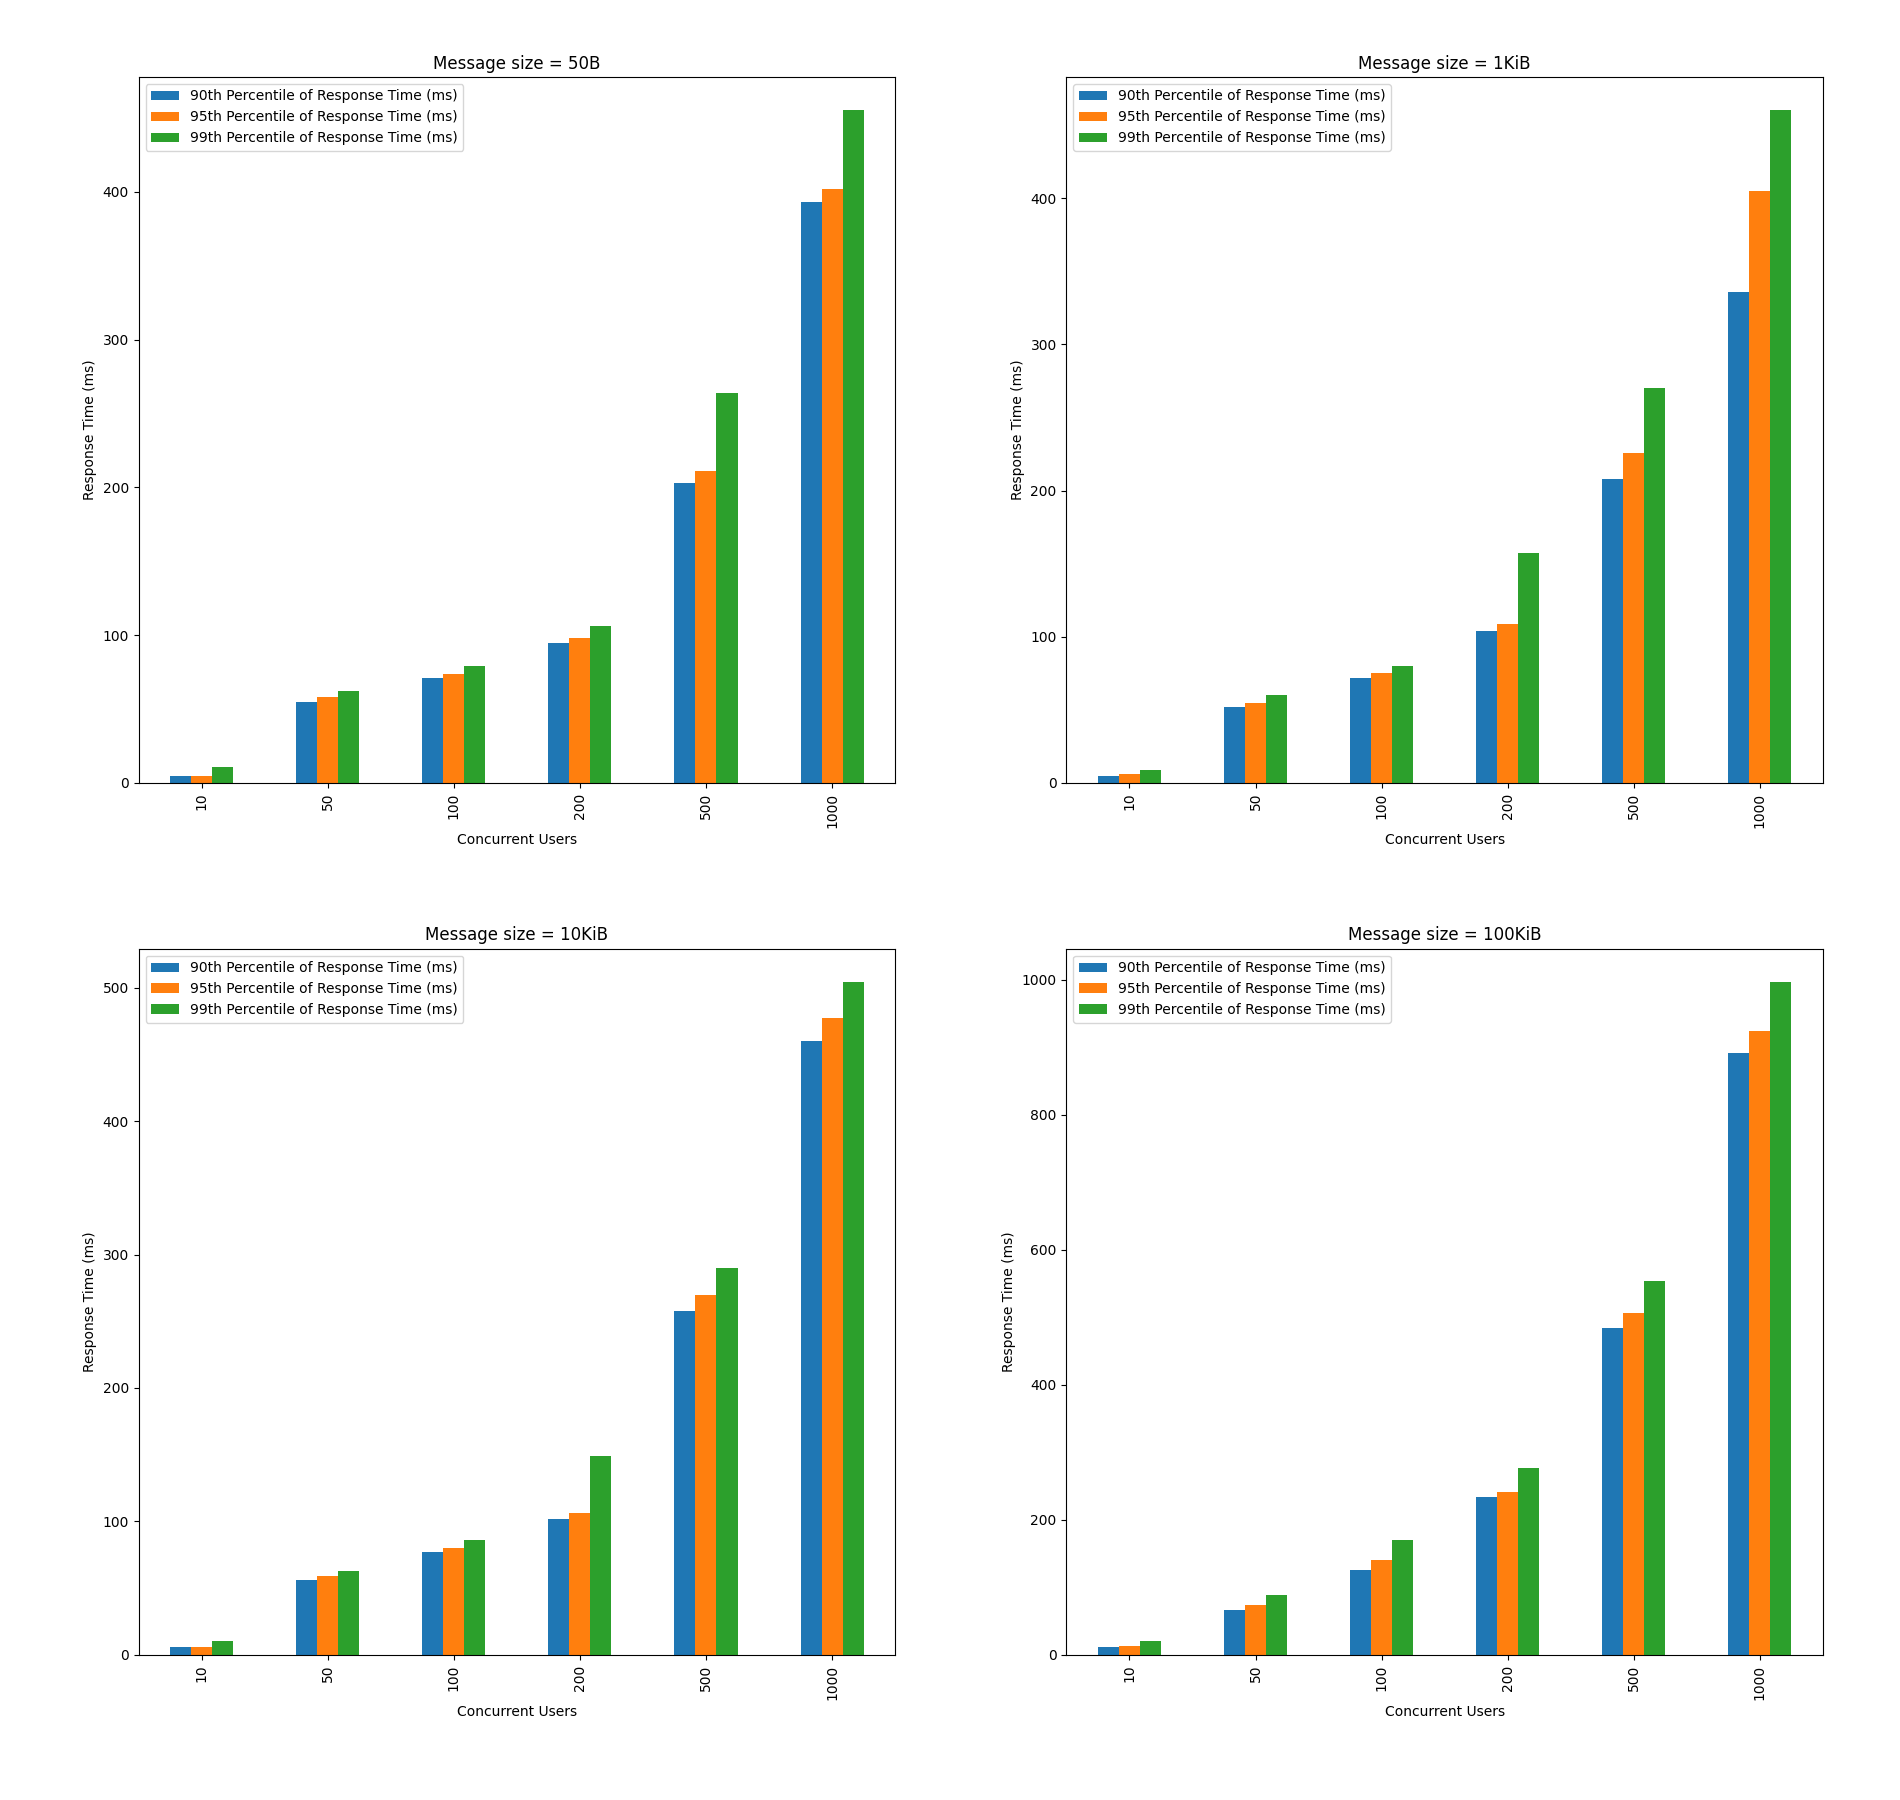 Message size = 50B
90th Percentile of Response Time (ms)
95th Percentile of Response Time (ms)
99th Percentile of Response Time (ms)
400
300
200
100
0
Response Time (ms)
10
50
100
200
500
1000
Concurrent Users
Message size = 1KiB
90th Percentile of Response Time (ms)
95th Percentile of Response Time (ms)
99th Percentile of Response Time (ms)
400
300
200
100
0
Response Time (ms)
10
50
100
200
500
1000
Concurrent Users
Message size = 10KiB
90th Percentile of Response Time (ms)
95th Percentile of Response Time (ms)
99th Percentile of Response Time (ms)
500
400
300
200
100
0
Response Time (ms)
10
50
100
200
500
1000
Concurrent Users
Message size = 100KiB
90th Percentile of Response Time (ms)
95th Percentile of Response Time (ms)
99th Percentile of Response Time (ms)
1000
800
600
400
200
0
Response Time (ms)
10
50
100
200
500
1000
Concurrent Users